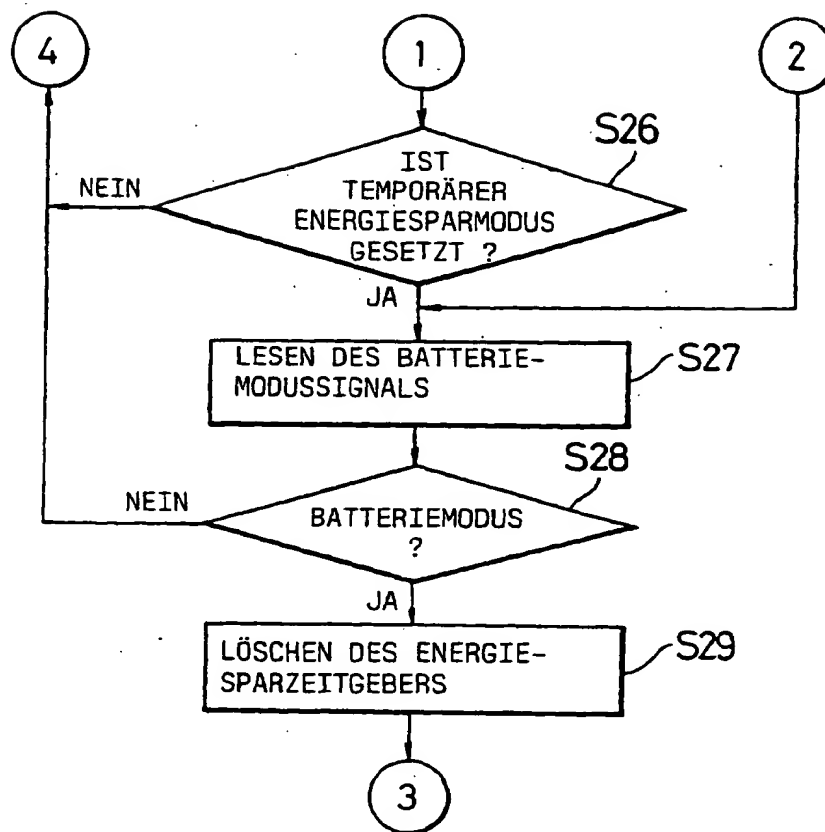 4
1
2
S26
IST
TEMPORÄRER
ENERGIESPARMODUS
GESETZT ?
NEIN
JA
LESEN DES BATTERIE-
MODUSSIGNALS
S27
S28
NEIN
BATTERIEMODUS
?
JA
LÖSCHEN DES ENERGIE-
SPARZEITGEBERS
S29
3